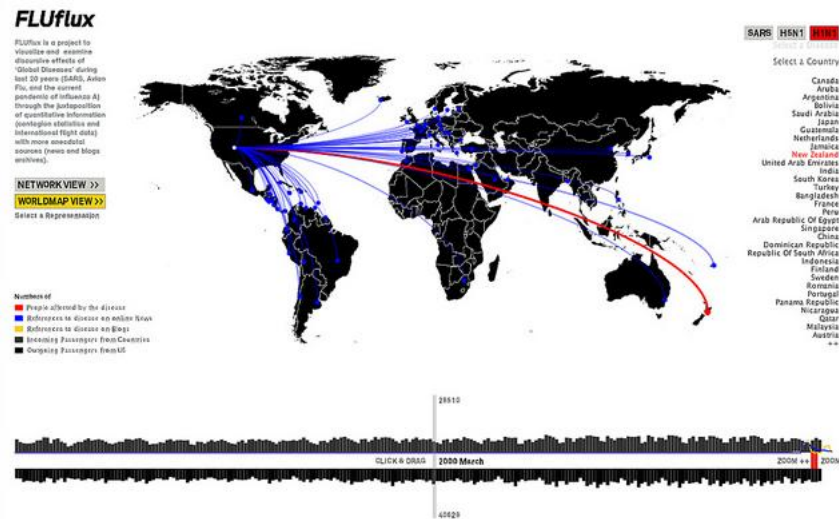 FLUflux
FLUflux is a project to
visualize and examine
discursive effects of
'Global Diseases' during
last 20 years (SARS, Avian
Flu, and the current
pandemic of influenza A)
through the juxtaposition
of quantitative information
(contagion statistics and
international flight data)
with more anecdotal
sources (news and blogs
archives).
NETWORK VIEW >>
WORLDMAP VIEW >>
Select a Representation
Numbers of
People affected by the disease
References to disease on online News
References to disease on Blogs
Incoming Passengers from Countries
Outgoing Passengers from US
SARS H5N1 H1N1
Select a Disease
Select a Country
Canada
Aruba
Argentina
Bolivia
Saudi Arabia
Japan
Guatemala
Netherlands
Jamaica
New Zealand
United Arab Emirates
India
South Korea
Turkey
Bangladesh
France
Peru
Arab Republic Of Egypt
Singapore
China
Dominican Republic
Republic Of South Africa
Indonesia
Finland
Sweden
Romania
Portugal
Panama Republic
Nicaragua
Qatar
Malaysia
Austria
++
CLICK & DRAG
March
ZOOM ++
ZOOM